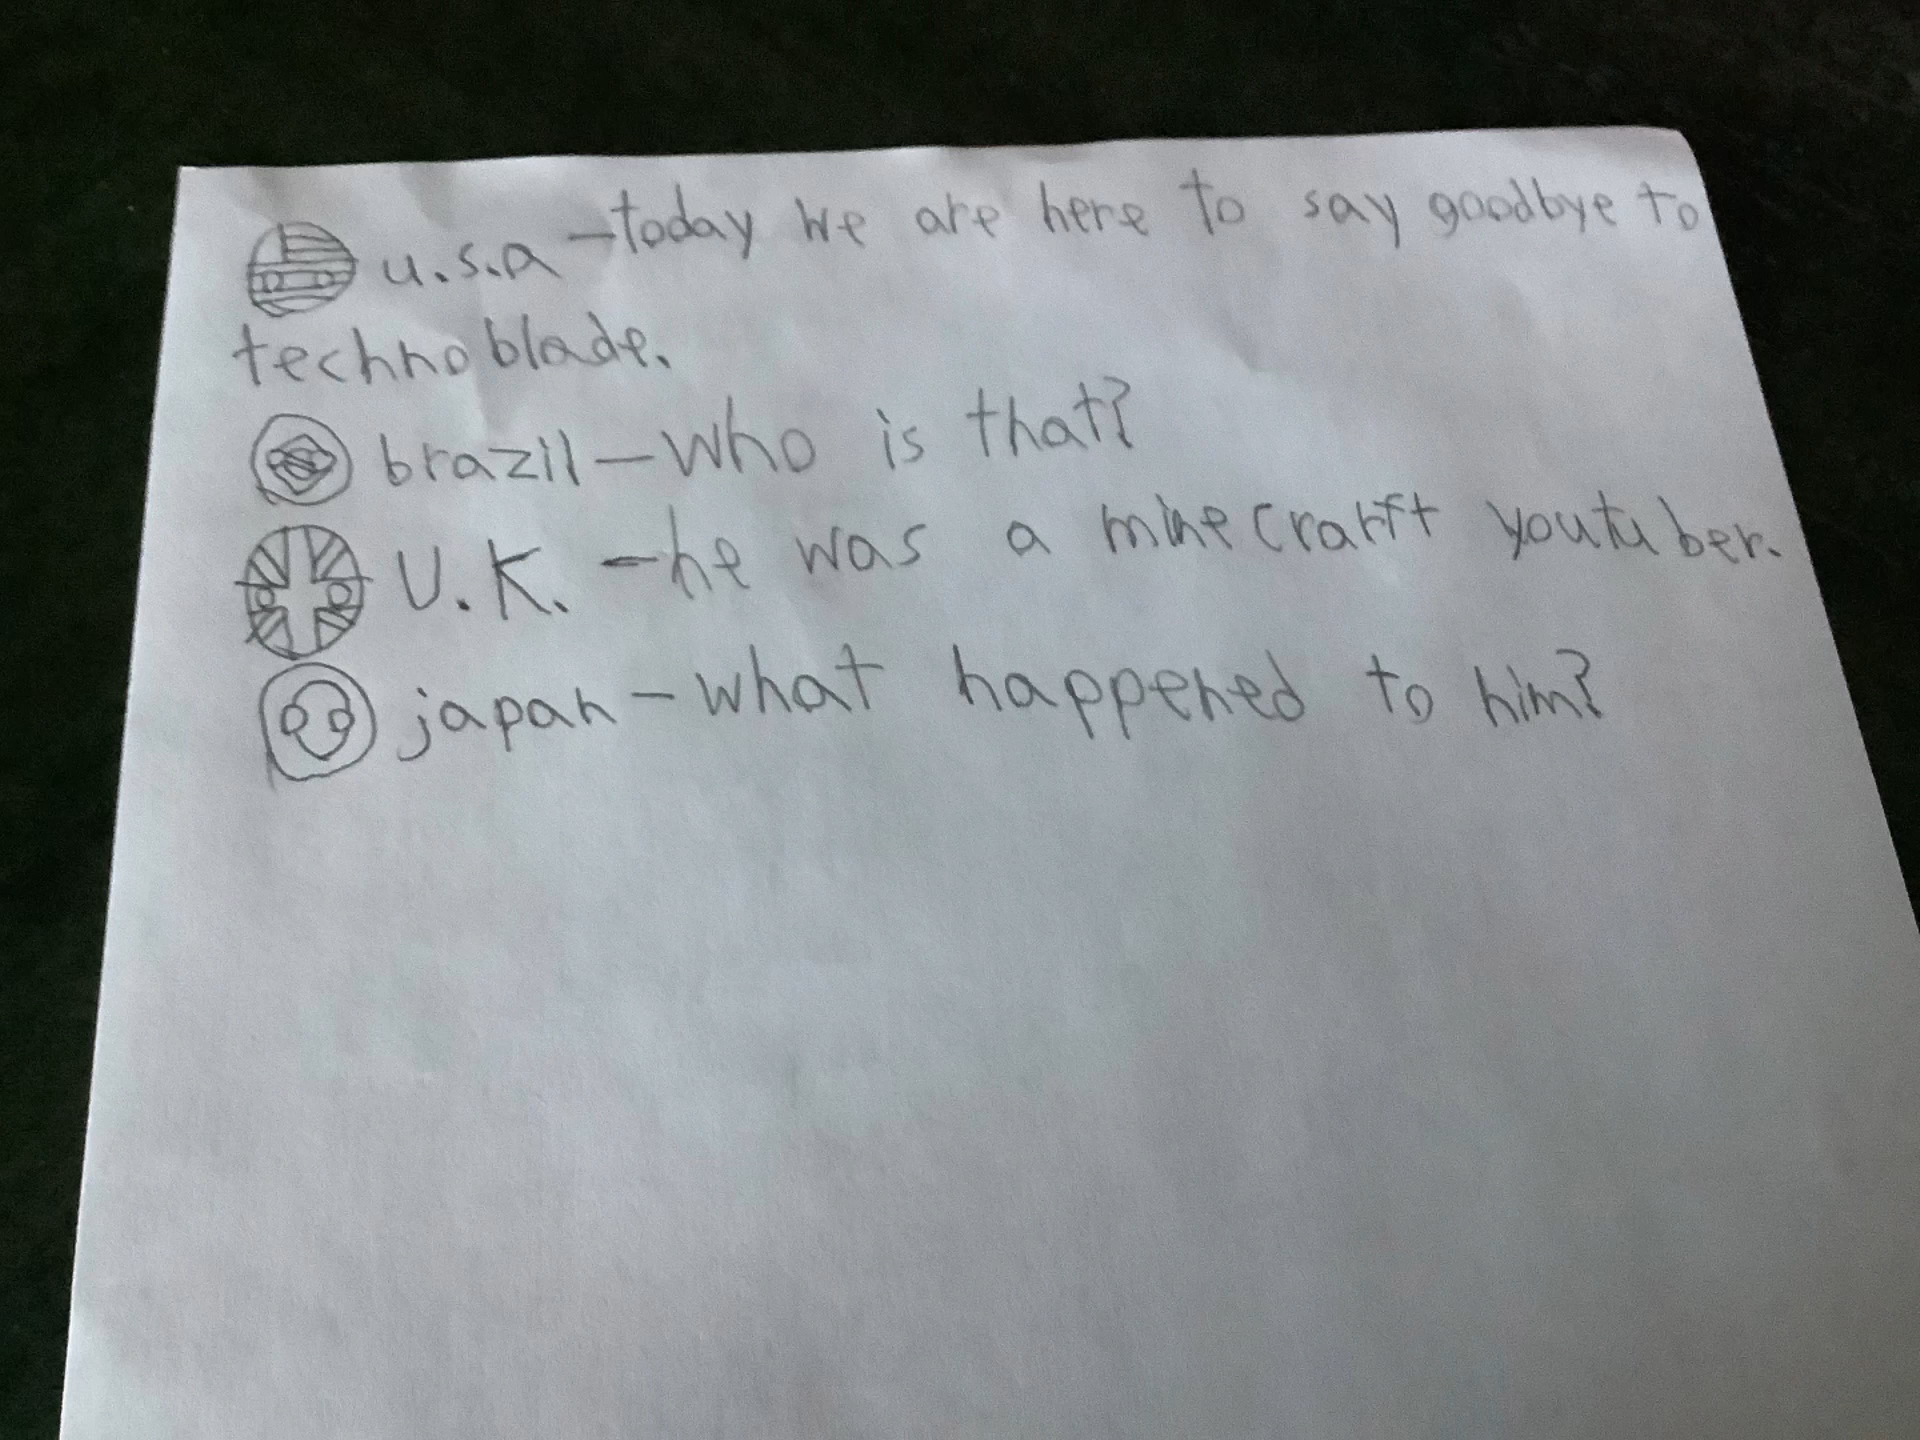 u.s.a -today we are here to say goodbye to
technoblade.
brazil-who is that?
U.K. -he was a minecrarft youtuber.
japan-what happened to him?